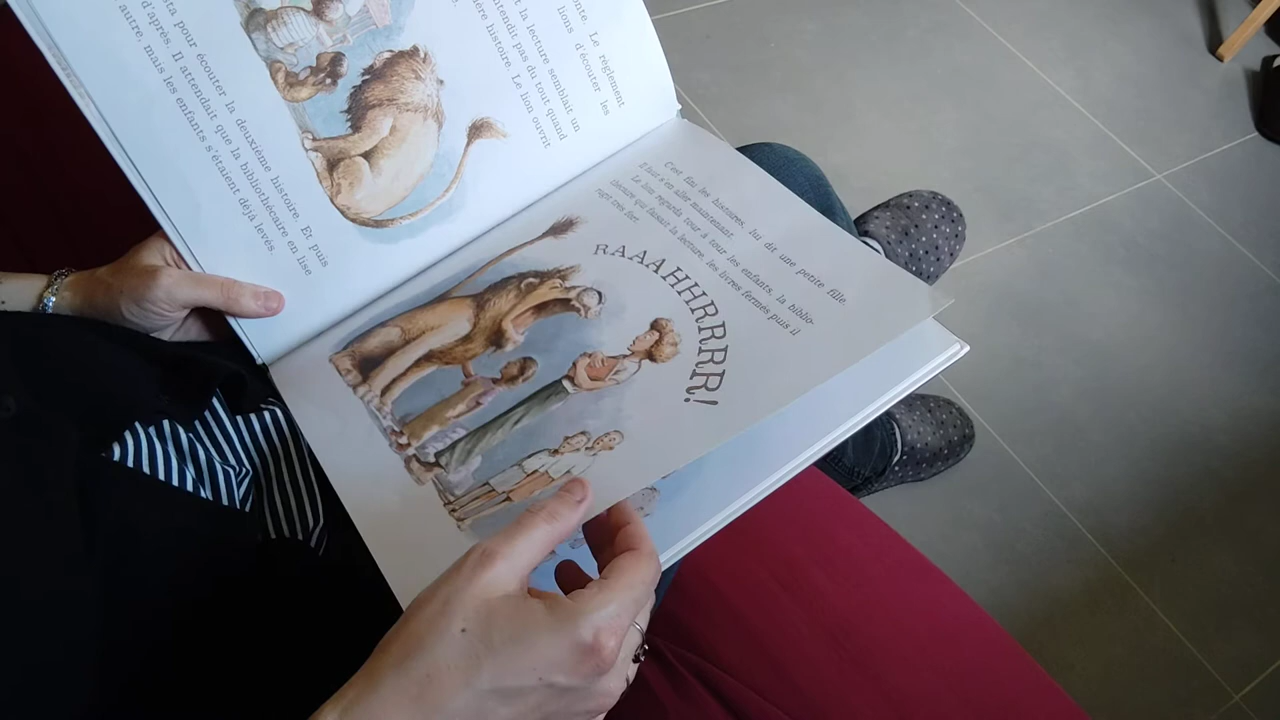 onié. Le règlement
lions d'écouter les
t la lecture semblait un
ntendit pas du tout quand
ière histoire. Le lion ouvrit
s.
sta pour écouter la deuxième histoire. Et puis
d'après. Il attendait que la bibliothécaire en lise
autre, mais les enfants s'étaient déjà levés.
C'est fini les histoires, lui dit une petite fille.
Il faut s'en aller maintenant.
Le lion regarda tour à tour les enfants, la biblio-
thécaire qui faisait la lecture, les livres fermés puis il
rugit très fort.
RAAAHHRRRR!